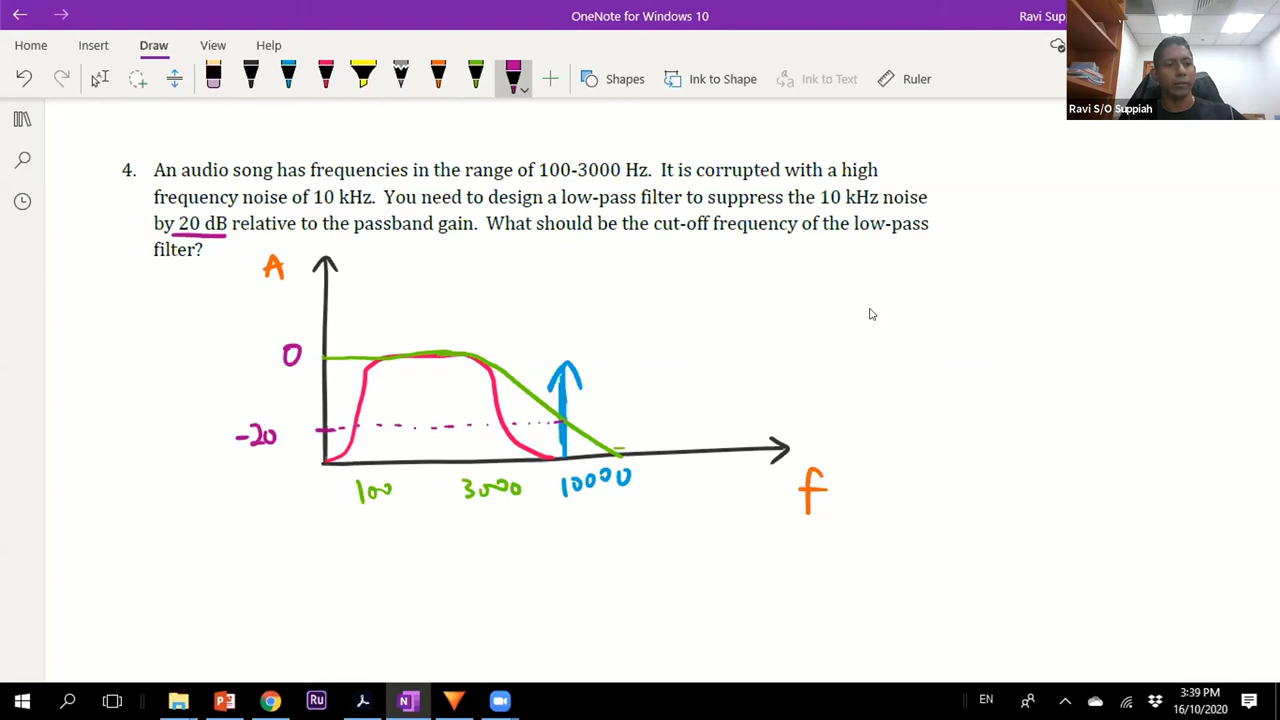 OneNote for Windows 10
Ravi Sup
Home Insert Draw View Help
Shapes Ink to Shape Ink to Text Ruler
Ravi S/O Suppiah
4. An audio song has frequencies in the range of 100-3000 Hz. It is corrupted with a high
frequency noise of 10 kHz. You need to design a low-pass filter to suppress the 10 kHz noise
by 20 dB relative to the passband gain. What should be the cut-off frequency of the low-pass
filter?
A
0
-20
100 3000 10000
f
Ru
N
EN
3:39 PM
16/10/2020